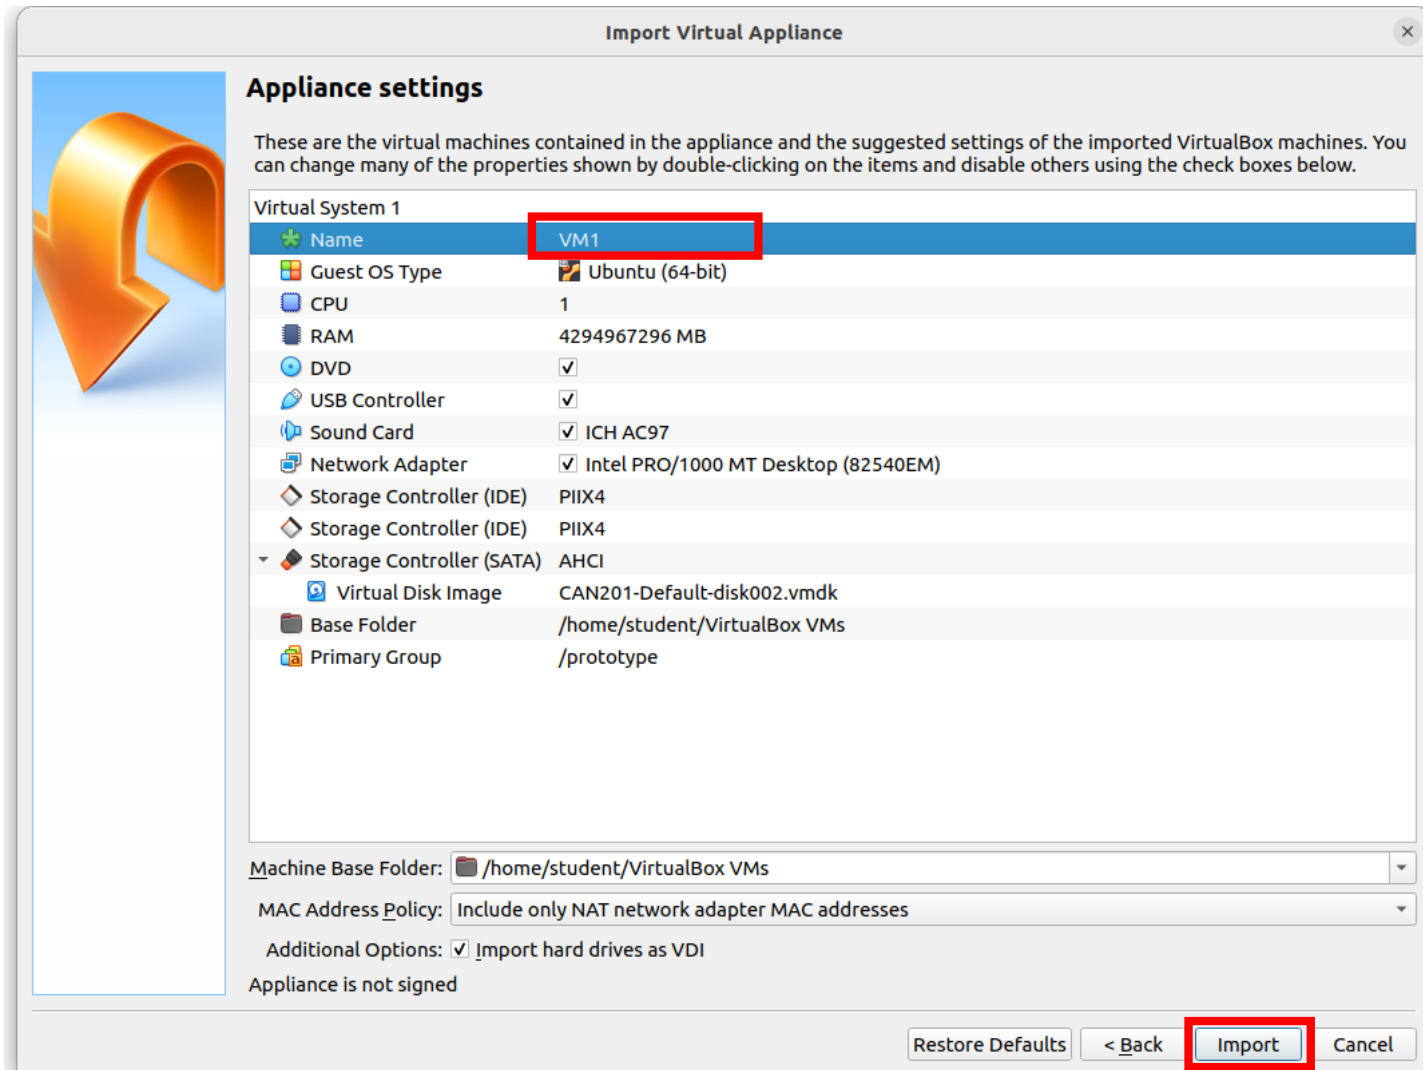 Import Virtual Appliance
Appliance settings
These are the virtual machines contained in the appliance and the suggested settings of the imported VirtualBox machines. You
can change many of the properties shown by double-clicking on the items and disable others using the check boxes below.
Virtual System 1
Name VM1
Guest OS Type Ubuntu (64-bit)
CPU 1
RAM 4294967296 MB
DVD
USB Controller
Sound Card ICH AC97
Network Adapter Intel PRO/1000 MT Desktop (82540EM)
Storage Controller (IDE) PIIX4
Storage Controller (IDE) PIIX4
Storage Controller (SATA) AHCI
Virtual Disk Image CAN201-Default-disk002.vmdk
Base Folder /home/student/VirtualBox VMs
Primary Group /prototype
Machine Base Folder: /home/student/VirtualBox VMs
MAC Address Policy: Include only NAT network adapter MAC addresses
Additional Options: Import hard drives as VDI
Appliance is not signed
Restore Defaults < Back Import Cancel